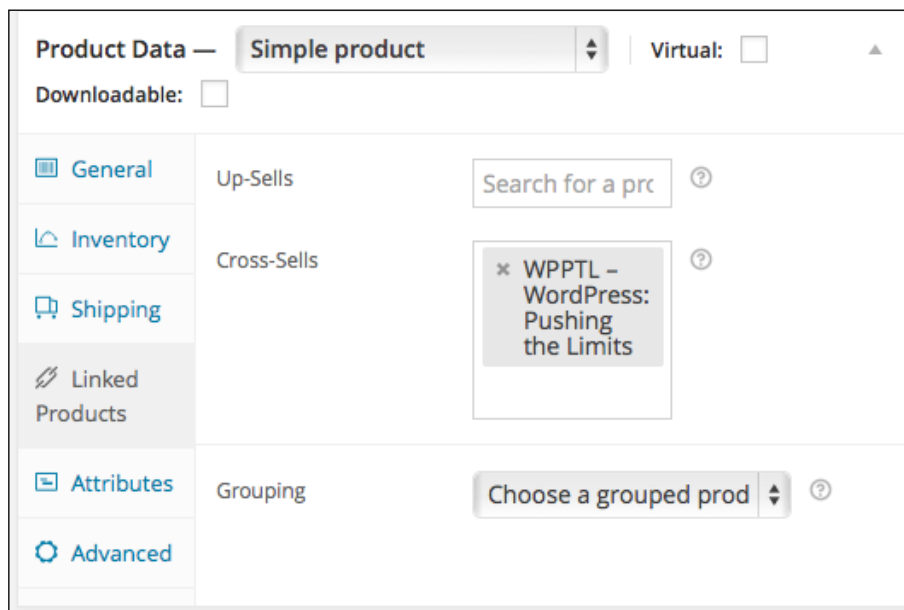 Product Data — Simple product Virtual:
Downloadable:
General
Inventory
Shipping
Linked
Products
Attributes
Advanced
Up-Sells
Search for a prc
Cross-Sells
× WPPTL –
WordPress:
Pushing
the Limits
Grouping
Choose a grouped prod